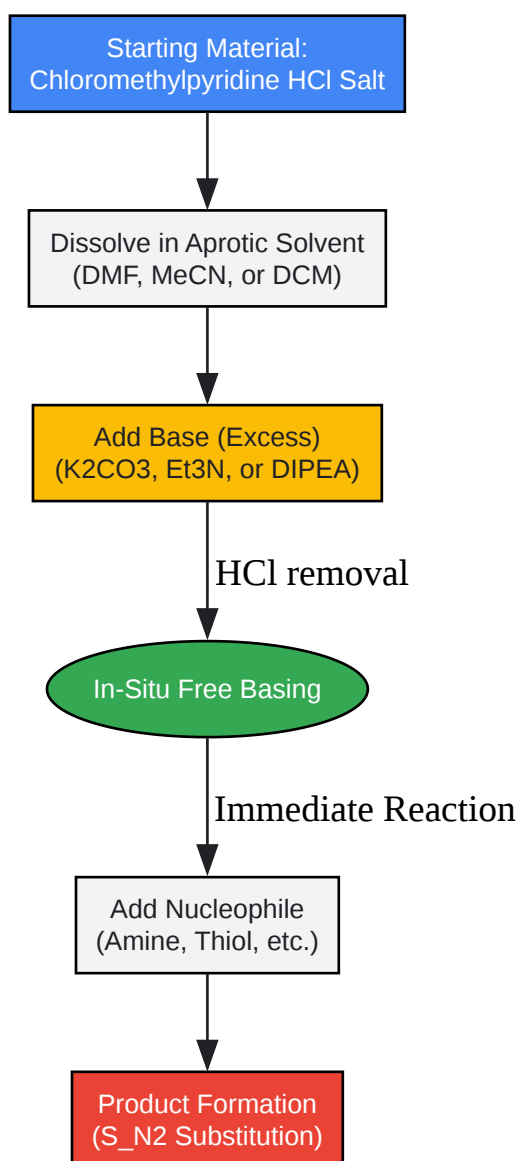 Starting Material:
Chloromethylpyridine HCl Salt
Dissolve in Aprotic Solvent
(DMF, MeCN, or DCM)
Add Base (Excess)
(K2CO3, Et3N, or DIPEA)
HCl removal
In-Situ Free Basing
Immediate Reaction
Add Nucleophile
(Amine, Thiol, etc.)
Product Formation
(S_N2 Substitution)